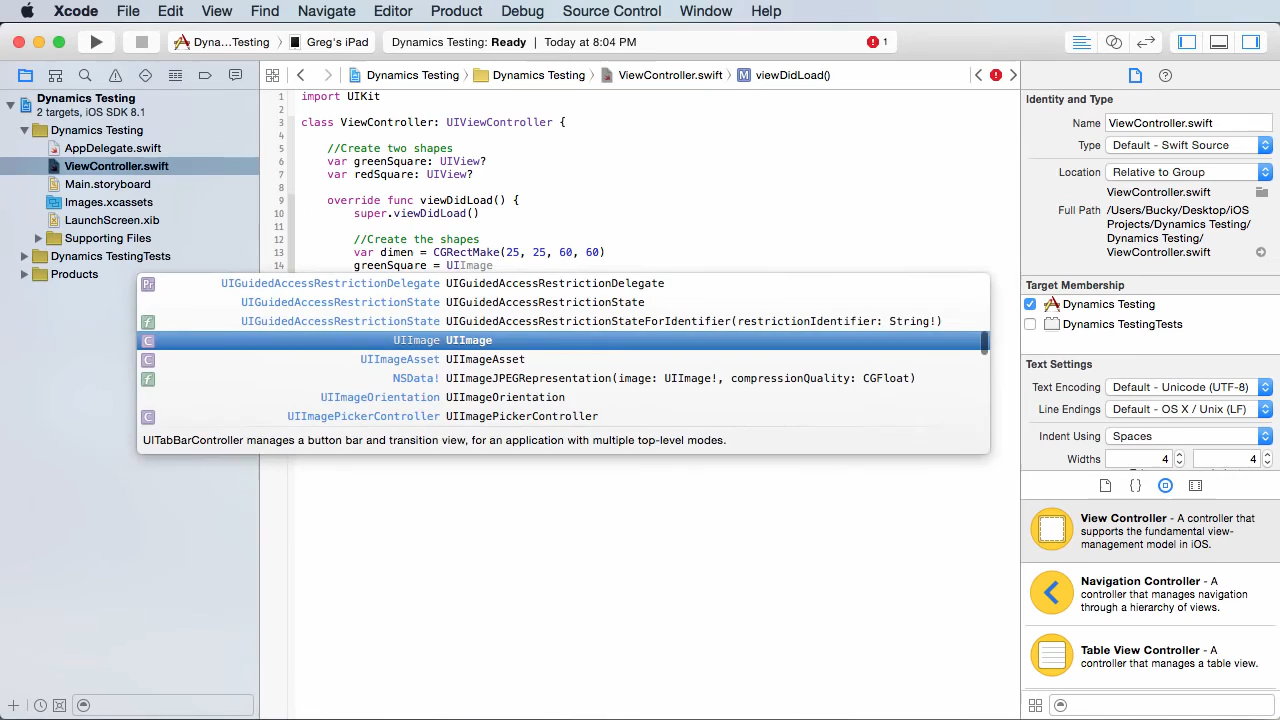 Xcode File Edit View Find Navigate Editor Product Debug Source Control Window Help
Dyna...Testing Greg's iPad Dynamics Testing: Ready | Today at 8:04 PM 1
Dynamics Testing Dynamics Testing ViewController.swift viewDidLoad()
Dynamics Testing
2 targets, iOS SDK 8.1
Dynamics Testing
AppDelegate.swift
ViewController.swift
Main.storyboard
Images.xcassets
LaunchScreen.xib
Supporting Files
Dynamics TestingTests
Products
1 import UIKit
2
3 class ViewController: UIViewController {
4
5 //Create two shapes
6 var greenSquare: UIView?
7 var redSquare: UIView?
8
9 override func viewDidLoad() {
10 super.viewDidLoad()
11
12 //Create the shapes
13 var dimen = CGRectMake(25, 25, 60, 60)
14 greenSquare = UIImage
Pr UIGuidedAccessRestrictionDelegate UIGuidedAccessRestrictionDelegate
UIGuidedAccessRestrictionState UIGuidedAccessRestrictionState
f UIGuidedAccessRestrictionState UIGuidedAccessRestrictionStateForIdentifier(restrictionIdentifier: String!)
C UIImage UIImage
C UIImageAsset UIImageAsset
f NSData! UIImageJPEGRepresentation(image: UIImage!, compressionQuality: CGFloat)
UIImageOrientation UIImageOrientation
C UIImagePickerController UIImagePickerController
UITabBarController manages a button bar and transition view, for an application with multiple top-level modes.
Identity and Type
Name ViewController.swift
Type Default - Swift Source
Location Relative to Group
ViewController.swift
Full Path /Users/Bucky/Desktop/iOS
Projects/Dynamics Testing/
Dynamics Testing/
ViewController.swift
Target Membership
Dynamics Testing
Dynamics TestingTests
Text Settings
Text Encoding Default - Unicode (UTF-8)
Line Endings Default - OS X / Unix (LF)
Indent Using Spaces
Widths 4 4
View Controller - A controller that
supports the fundamental view-
management model in iOS.
Navigation Controller - A
controller that manages navigation
through a hierarchy of views.
Table View Controller - A
controller that manages a table view.